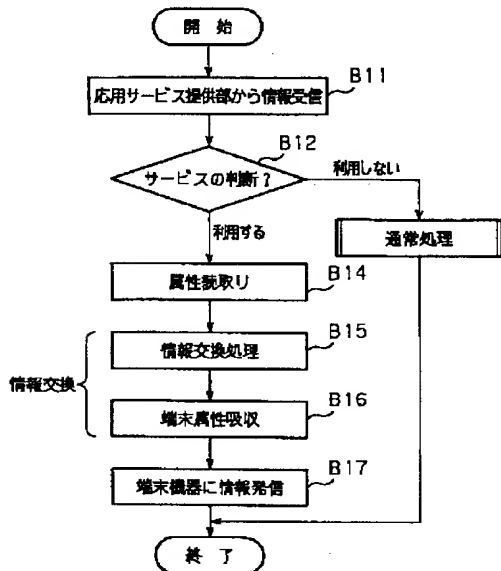 開 始
B11
応用サービス提供部から情報受信
B12
サービスの判断?
利用しない
利用する
通常処理
B14
属性読取り
B15
情報交換処理
情報交換
B16
端末属性吸収
B17
端末機器に情報発信
終 了